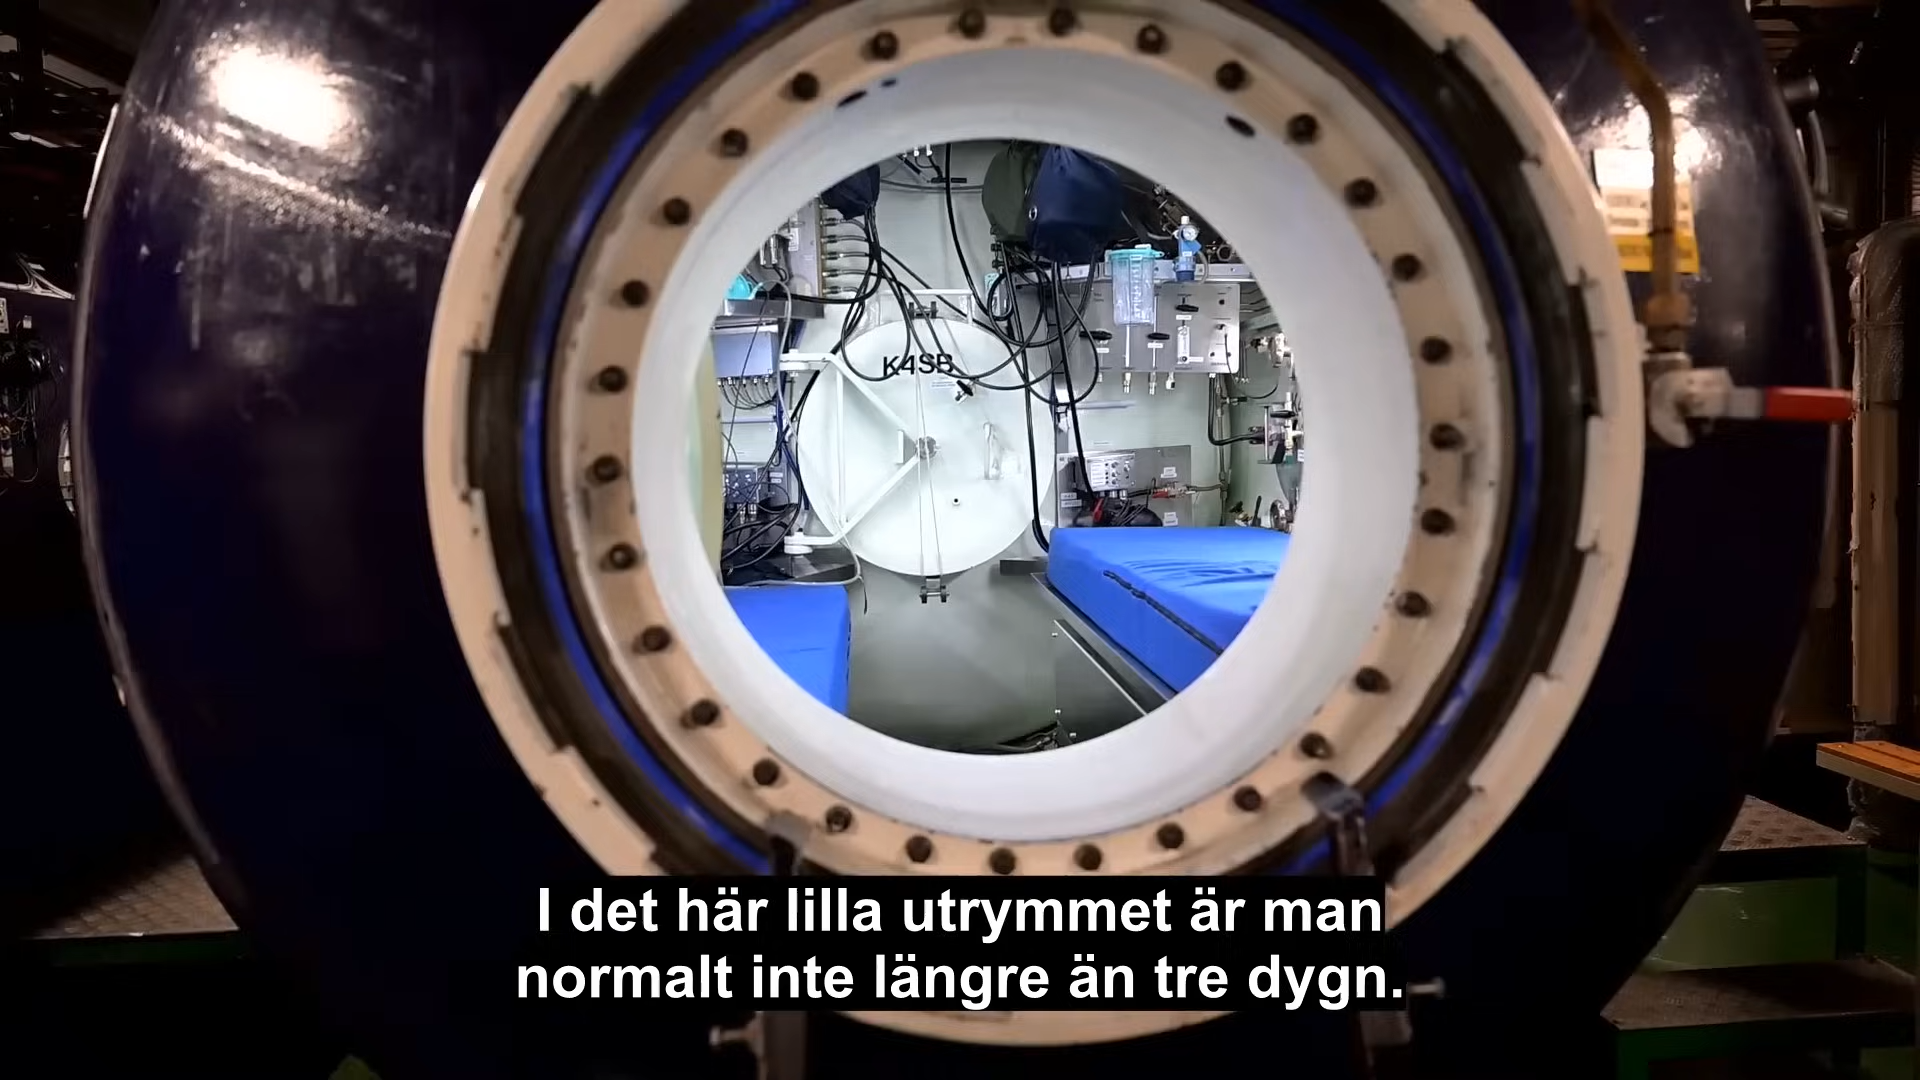 K4SB
I det här lilla utrymmet är man
normalt inte längre än tre dygn.